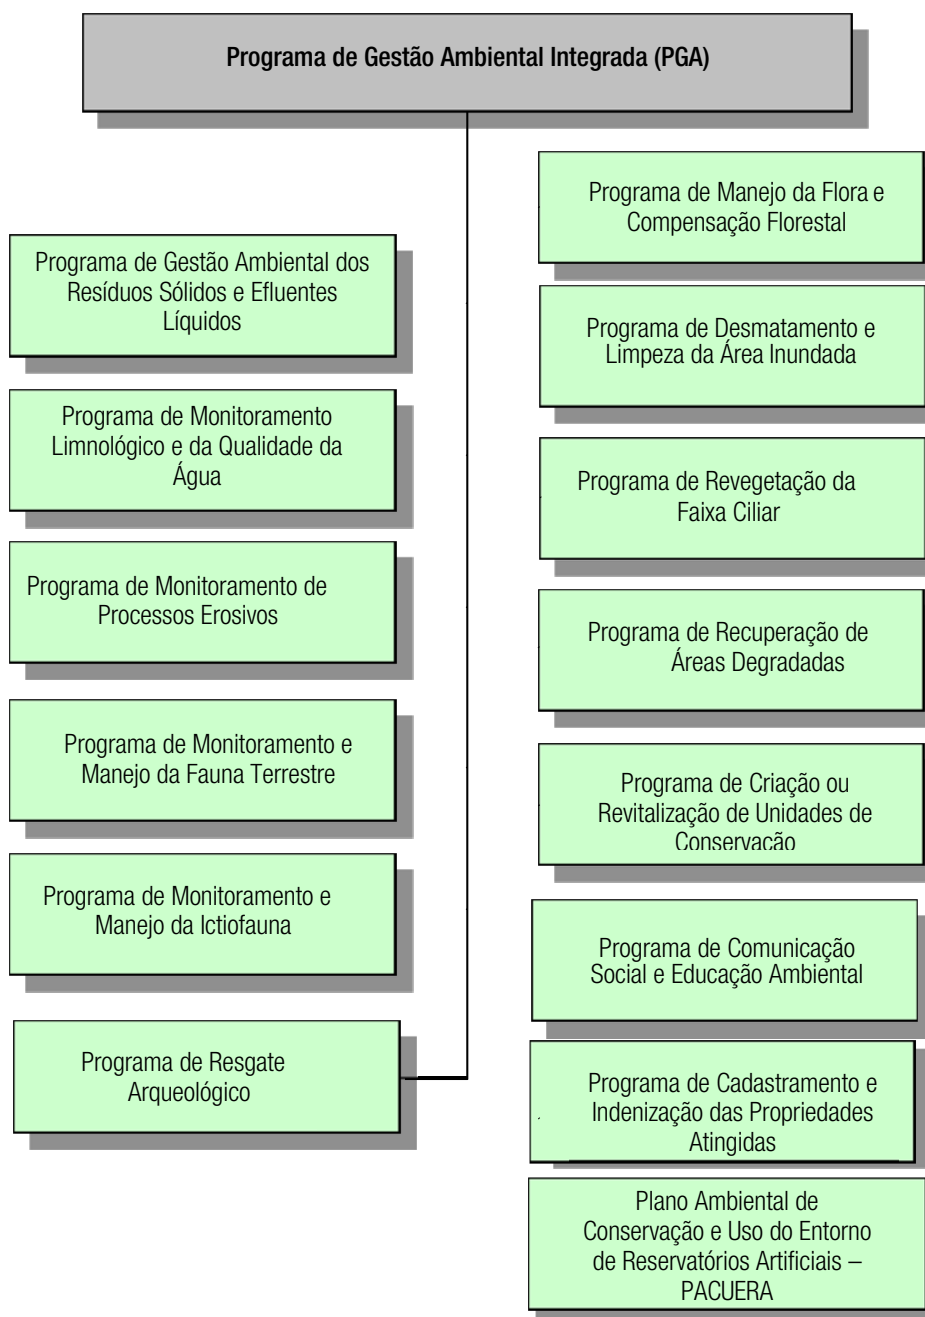 Programa de Gestão Ambiental Integrada (PGA)
Programa de Gestão Ambiental dos
Resíduos Sólidos e Efluentes
Líquidos
Programa de Monitoramento
Limnológico e da Qualidade da
Água
Programa de Monitoramento de
Processos Erosivos
Programa de Monitoramento e
Manejo da Fauna Terrestre
Programa de Monitoramento e
Manejo da Ictiofauna
Programa de Resgate
Arqueológico
Programa de Manejo da Flora e
Compensação Florestal
Programa de Desmatamento e
Limpeza da Área Inundada
Programa de Revegetação da
Faixa Ciliar
Programa de Recuperação de
Áreas Degradadas
Programa de Criação ou
Revitalização de Unidades de
Conservação
Programa de Comunicação
Social e Educação Ambiental
Programa de Cadastramento e
Indenização das Propriedades
Atingidas
Plano Ambiental de
Conservação e Uso do Entorno
de Reservatórios Artificiais –
PACUERA